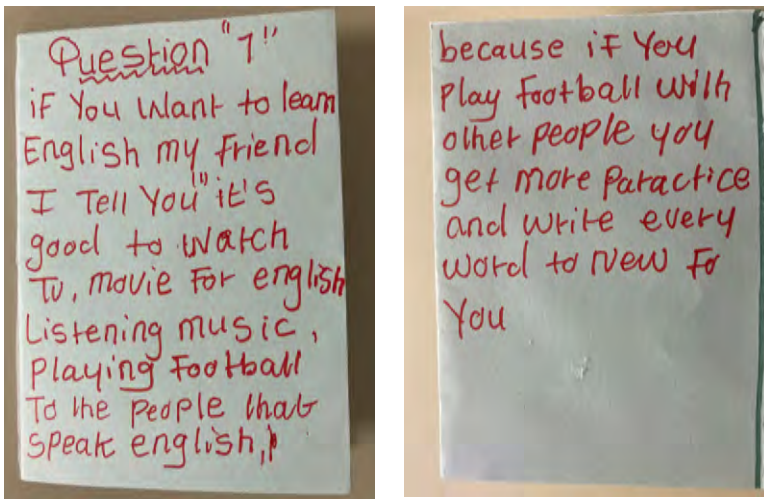 Question "1"
if You Want to learn
English my friend
I Tell You" it's
good to watch
TV, movie For english
Listening music,
Playing Football
To the people that
speak english,
because if You
Play football with
other people you
get more Paractice
and write every
word to New fo
You